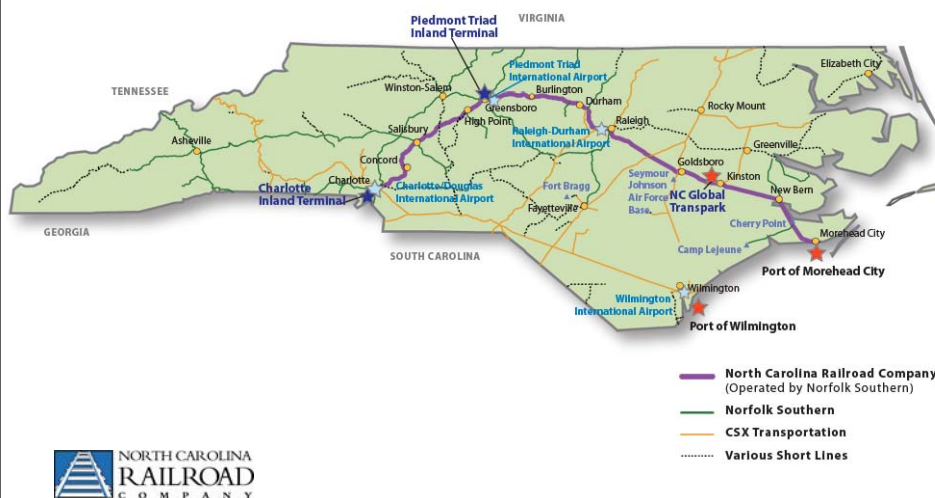 Piedmont Triad
Inland Terminal
VIRGINIA
TENNESSEE
Piedmont Triad
International Airport
Elizabeth City
Winston-Salem
Burlington
Greensboro
Durham
Rocky Mount
High Point
Raleigh
Raleigh-Durham
International Airport
Salisbury
Asheville
Greenville
Concord
Goldsboro
Charlotte
Charlotte
Inland Terminal
Charlotte/Douglas
International Airport
Fort Bragg
Seymour
Johnson
Air Force
Base
Kinston
NC Global
Transpark
New Bern
Fayetteville
GEORGIA
Cherry Point
Morehead City
Camp Lejeune
SOUTH CAROLINA
Port of Morehead City
Wilmington
Wilmington
International Airport
Port of Wilmington
North Carolina Railroad Company
(Operated by Norfolk Southern)
Norfolk Southern
CSX Transportation
Various Short Lines
NORTH CAROLINA
RAILROAD
COMPANY